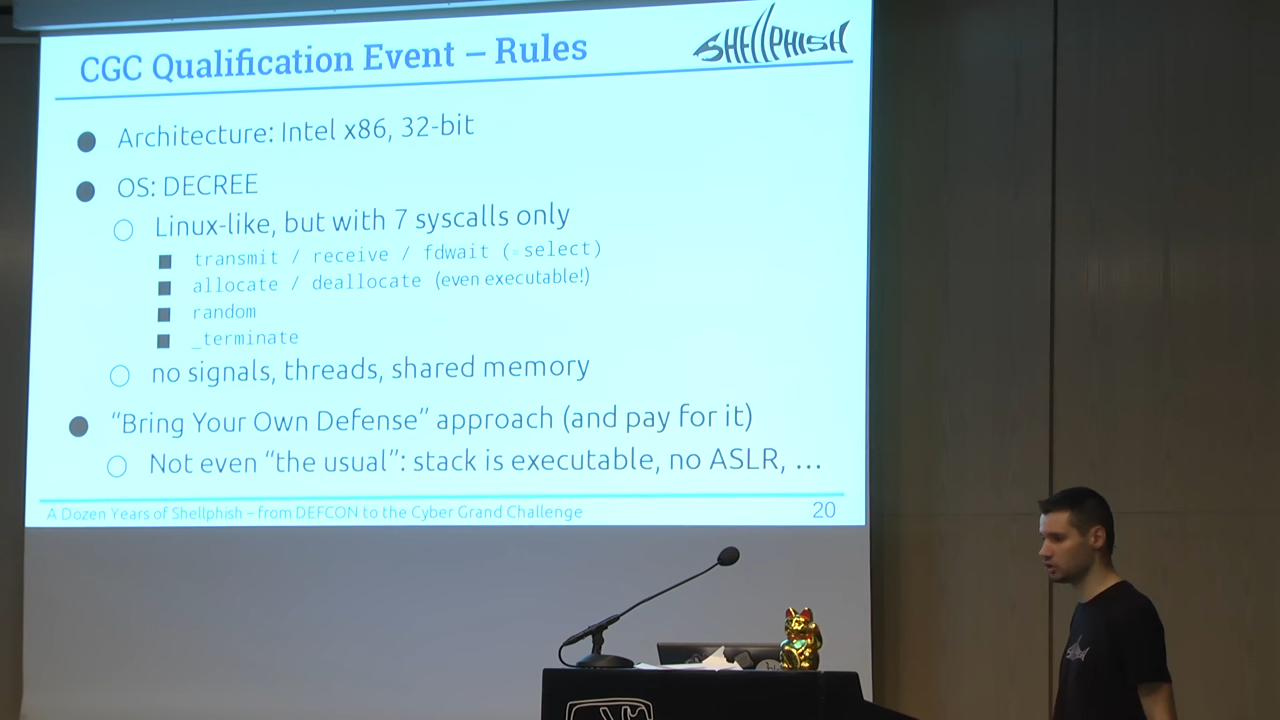 CGC Qualification Event – Rules
SHELLPHISH
Architecture: Intel x86, 32-bit
OS: DECREE
Linux-like, but with 7 syscalls only
transmit / receive / fdwait (≈select)
allocate / deallocate (even executable!)
random
_terminate
no signals, threads, shared memory
“Bring Your Own Defense” approach (and pay for it)
Not even “the usual”: stack is executable, no ASLR, …
A Dozen Years of Shellphish – from DEFCON to the Cyber Grand Challenge
20